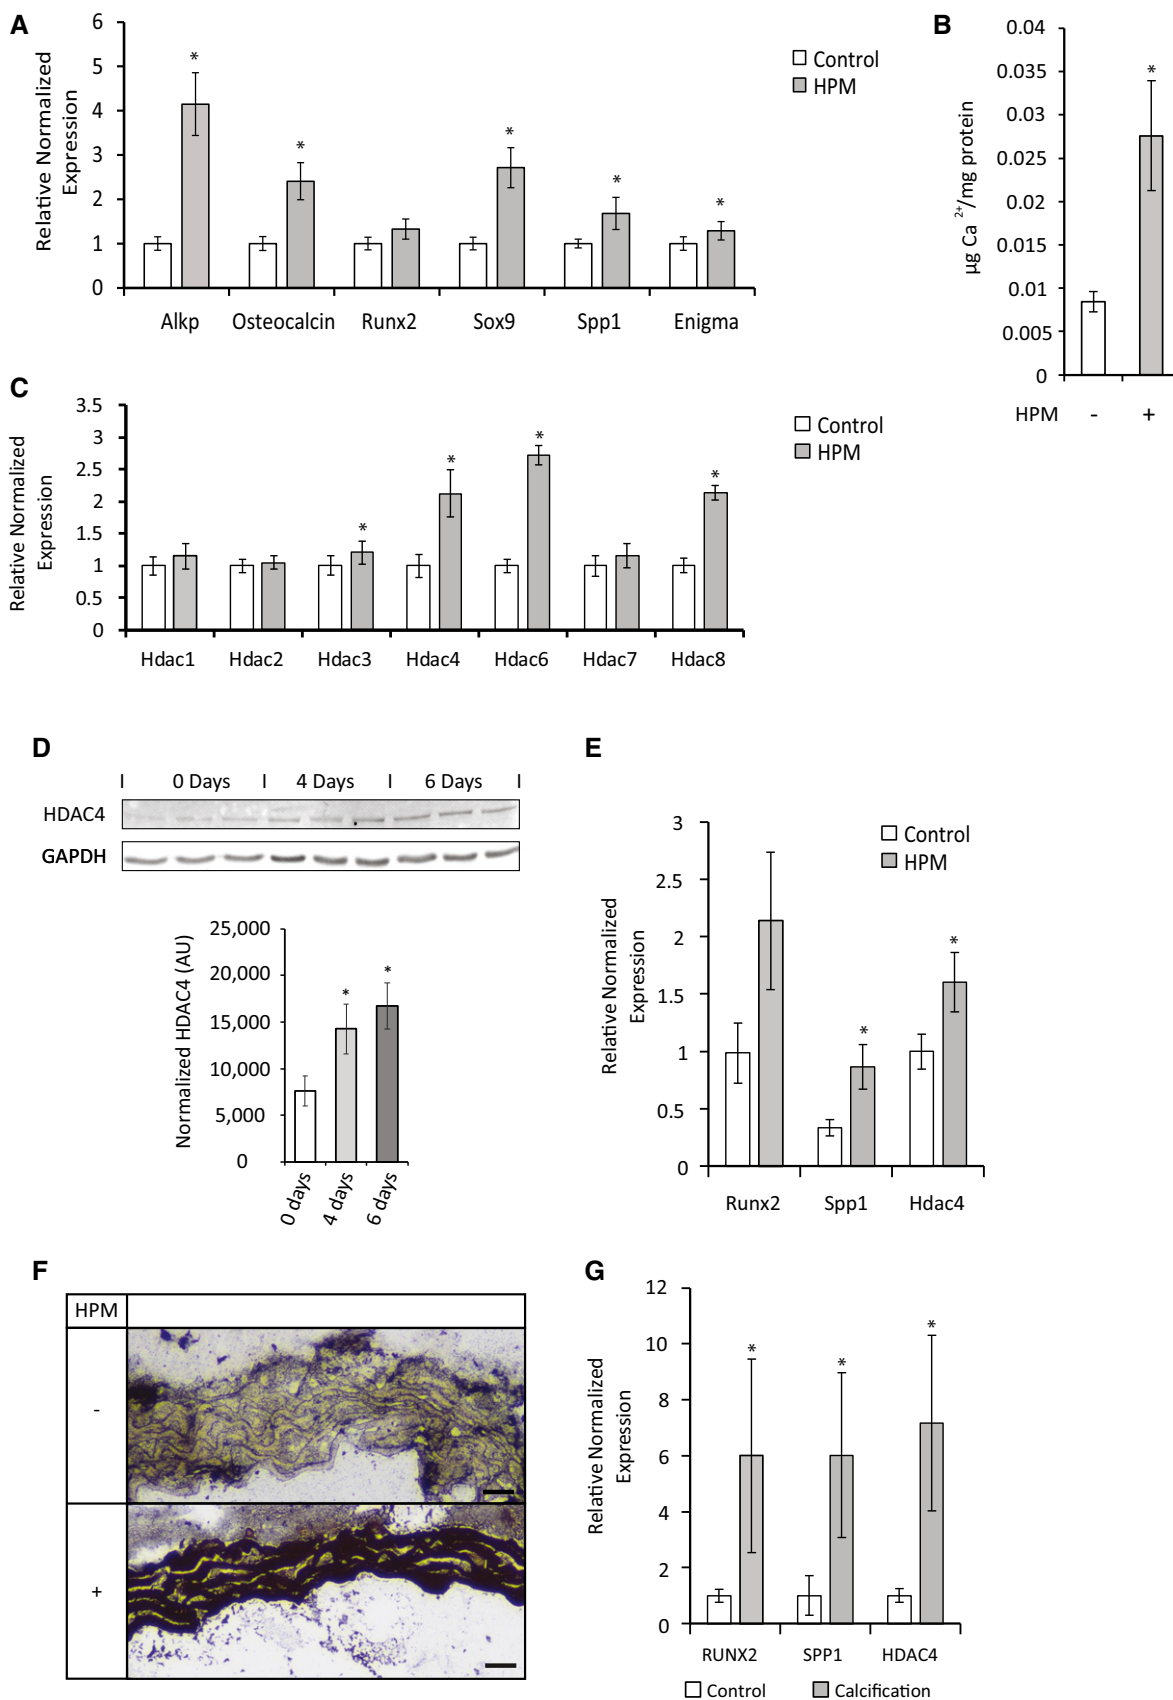 A
6
5
4
3
2
1
0
Relative Normalized
Expression
* * * * *
Control
HPM
Alkp Osteocalcin Runx2 Sox9 Spp1 Enigma
B
0.04
0.035
0.03
0.025
0.02
0.015
0.01
0.005
0
µg Ca 2+/mg protein
*
HPM - +
C
3.5
3
2.5
2
1.5
1
0.5
0
Relative Normalized
Expression
* * * *
Control
HPM
Hdac1 Hdac2 Hdac3 Hdac4 Hdac6 Hdac7 Hdac8
D
0 Days 4 Days 6 Days
HDAC4
GAPDH
25,000
20,000
15,000
10,000
5,000
0
Normalized HDAC4 (AU)
* *
0 days 4 days 6 days
E
3
2.5
2
1.5
1
0.5
0
Relative Normalized
Expression
* *
Control
HPM
Runx2 Spp1 Hdac4
F
HPM
-
+
G
12
10
8
6
4
2
0
Relative Normalized
Expression
* * *
RUNX2 SPP1 HDAC4
Control Calcification